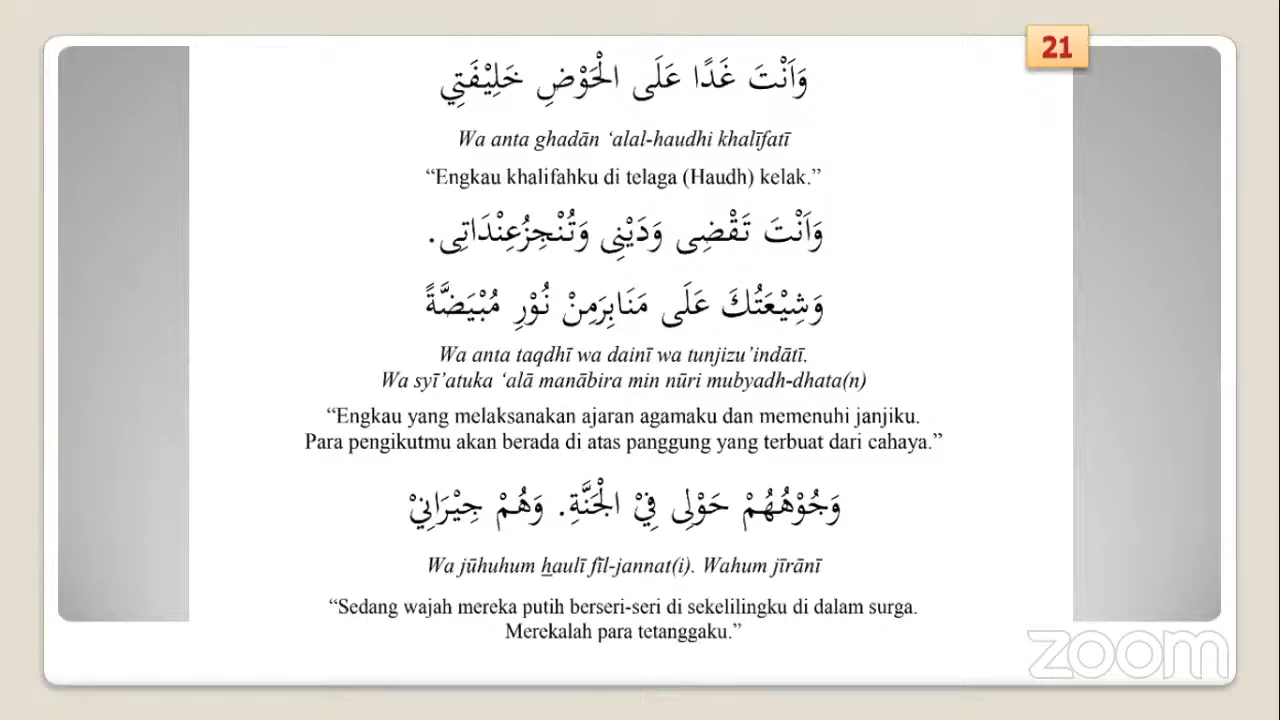 21
وَاَنْتَ غَدًا عَلَى الْحَوْضِ خَلِيْفَتِي
Wa anta ghadān ‘alal-haudhi khalīfatī
“Engkau khalifahku di telaga (Haudh) kelak.”
وَاَنْتَ تَقْضِى وَدَيْنِى وَتُنْجِزُعِنْدَاتِى.
وَشِيْعَتُكَ عَلَى مَنَابِرَمِنْ نُوْرِ مُبْيَضَّةً
Wa anta taqdhī wa dainī wa tunjizu’indātī.
Wa syī’atuka ‘alā manābira min nūri mubyadh-dhata(n)
“Engkau yang melaksanakan ajaran agamaku dan memenuhi janjiku.
Para pengikutmu akan berada di atas panggung yang terbuat dari cahaya.”
وَجُوْهُهُمْ حَوْلِى فِيْ الْجَنَّةِ. وَهُمْ جِيْرَانِيْ
Wa jūhuhum haulī fīl-jannat(i). Wahum jīrānī
“Sedang wajah mereka putih berseri-seri di sekelilingku di dalam surga.
Merekalah para tetanggaku.”
zoom